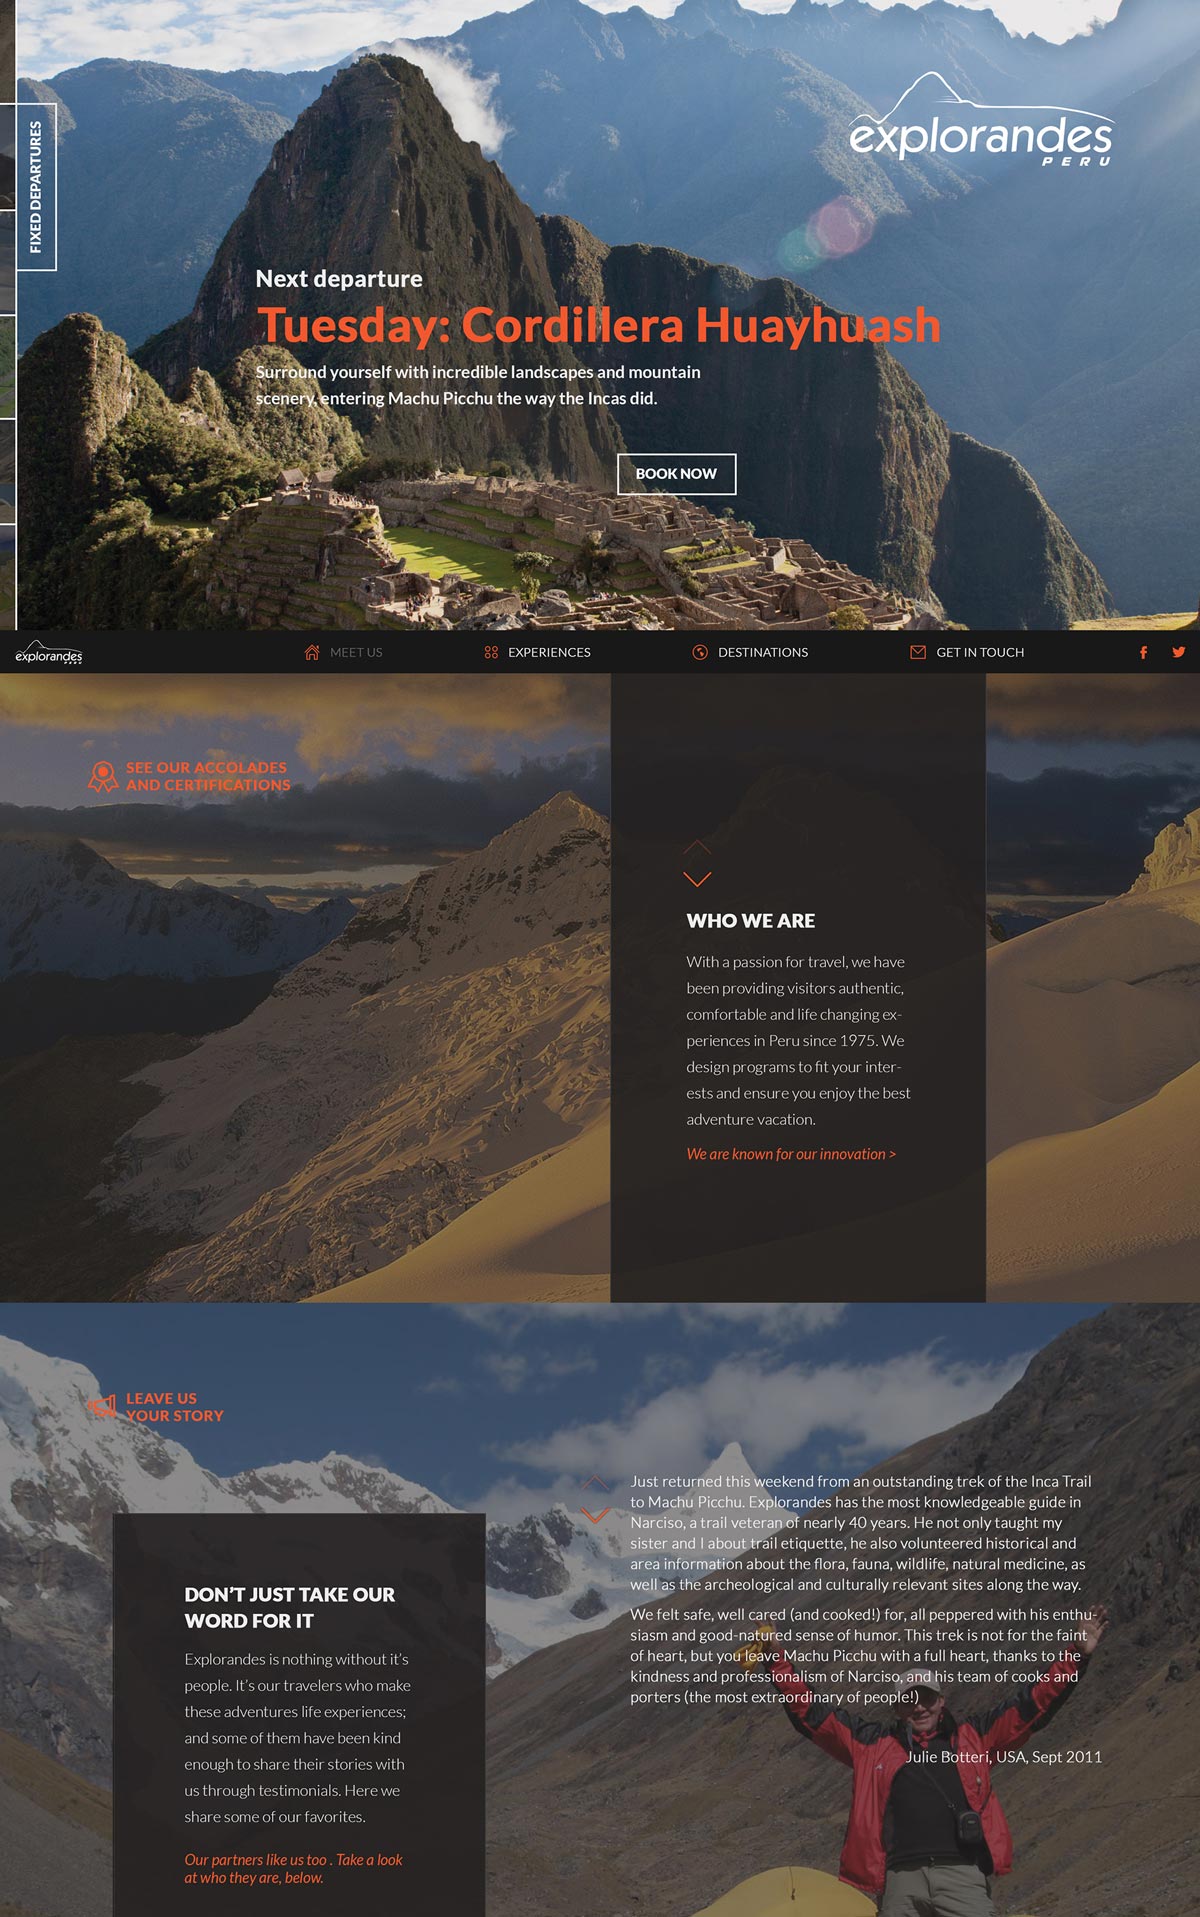 explorandes
PERU
FIXED DEPARTURES
Next departure
Tuesday: Cordillera Huayhuash
Surround yourself with incredible landscapes and mountain
scenery, entering Machu Picchu the way the Incas did.
BOOK NOW
explorandes
PERU
MEET US
EXPERIENCES
DESTINATIONS
GET IN TOUCH
SEE OUR ACCOLADES
AND CERTIFICATIONS
WHO WE ARE
With a passion for travel, we have
been providing visitors authentic,
comfortable and life changing ex-
periences in Peru since 1975. We
design programs to fit your inter-
ests and ensure you enjoy the best
adventure vacation.
We are known for our innovation >
LEAVE US
YOUR STORY
DON’T JUST TAKE OUR
WORD FOR IT
Explorandes is nothing without it’s
people. It’s our travelers who make
these adventures life experiences;
and some of them have been kind
enough to share their stories with
us through testimonials. Here we
share some of our favorites.
Our partners like us too . Take a look
at who they are, below.
Just returned this weekend from an outstanding trek of the Inca Trail
to Machu Picchu. Explorandes has the most knowledgeable guide in
Narciso, a trail veteran of nearly 40 years. He not only taught my
sister and I about trail etiquette, he also volunteered historical and
area information about the flora, fauna, wildlife, natural medicine, as
well as the archeological and culturally relevant sites along the way.
We felt safe, well cared (and cooked!) for, all peppered with his enthu-
siasm and good-natured sense of humor. This trek is not for the faint
of heart, but you leave Machu Picchu with a full heart, thanks to the
kindness and professionalism of Narciso, and his team of cooks and
porters (the most extraordinary of people!)
Julie Botteri, USA, Sept 2011